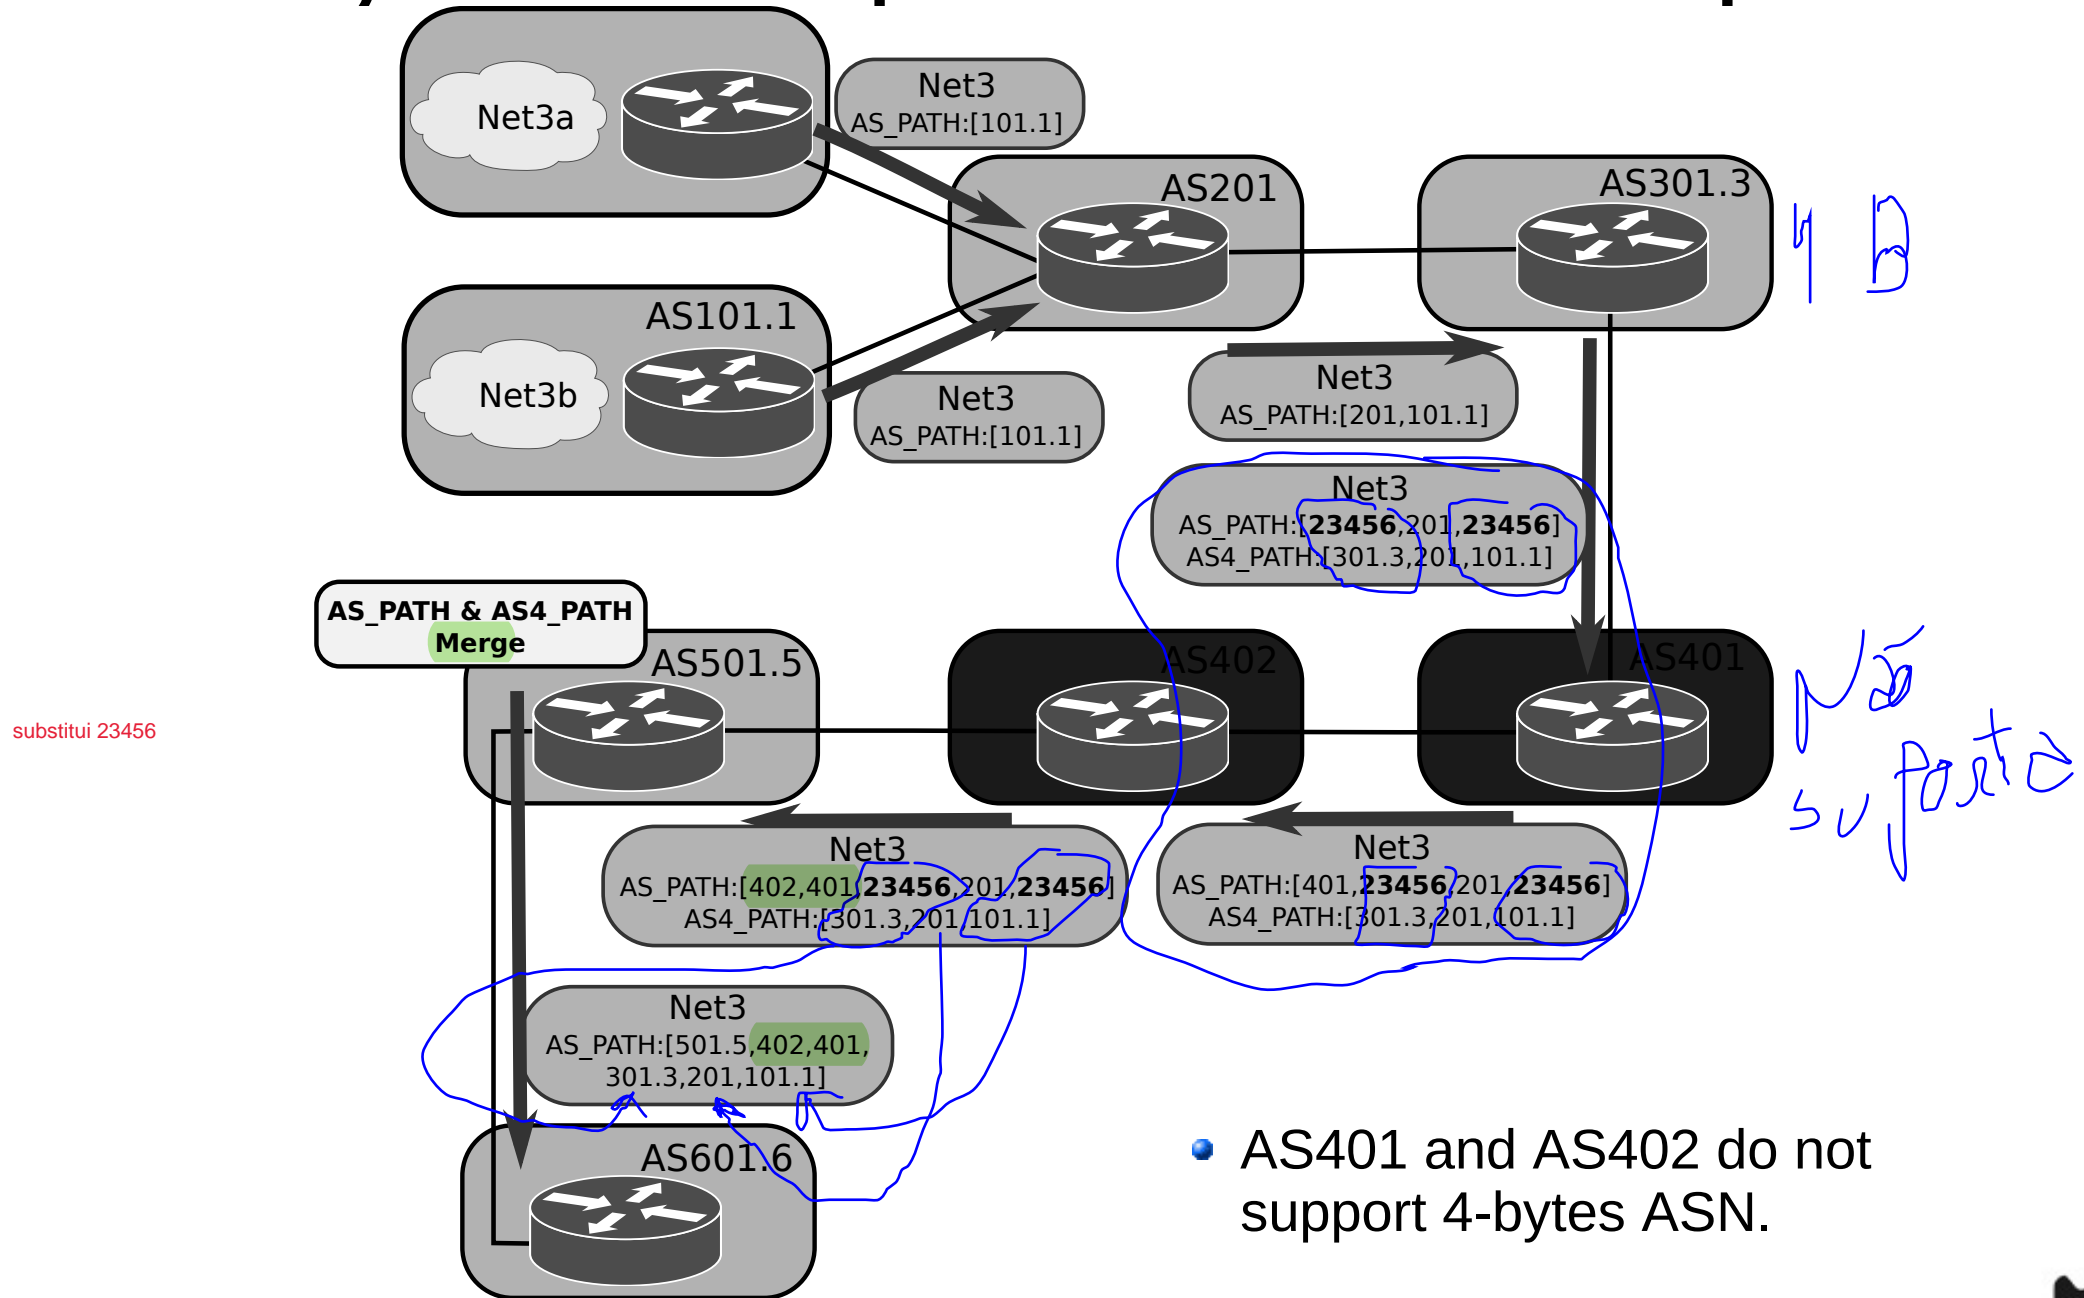 Net3a
Net3
AS_PATH:[101.1]
AS201
AS301.3
4 B
AS101.1
Net3b
Net3
AS_PATH:[101.1]
Net3
AS_PATH:[201,101.1]
Net3
AS_PATH:[23456,201,23456]
AS4_PATH:[301.3,201,101.1]
AS_PATH & AS4_PATH
Merge
AS501.5
AS402
AS401
Não
suporta
substitui 23456
Net3
AS_PATH:[402,401,23456,201,23456]
AS4_PATH:[301.3,201,101.1]
Net3
AS_PATH:[401,23456,201,23456]
AS4_PATH:[301.3,201,101.1]
Net3
AS_PATH:[501.5,402,401,
301.3,201,101.1]
AS601.6
AS401 and AS402 do not
support 4-bytes ASN.